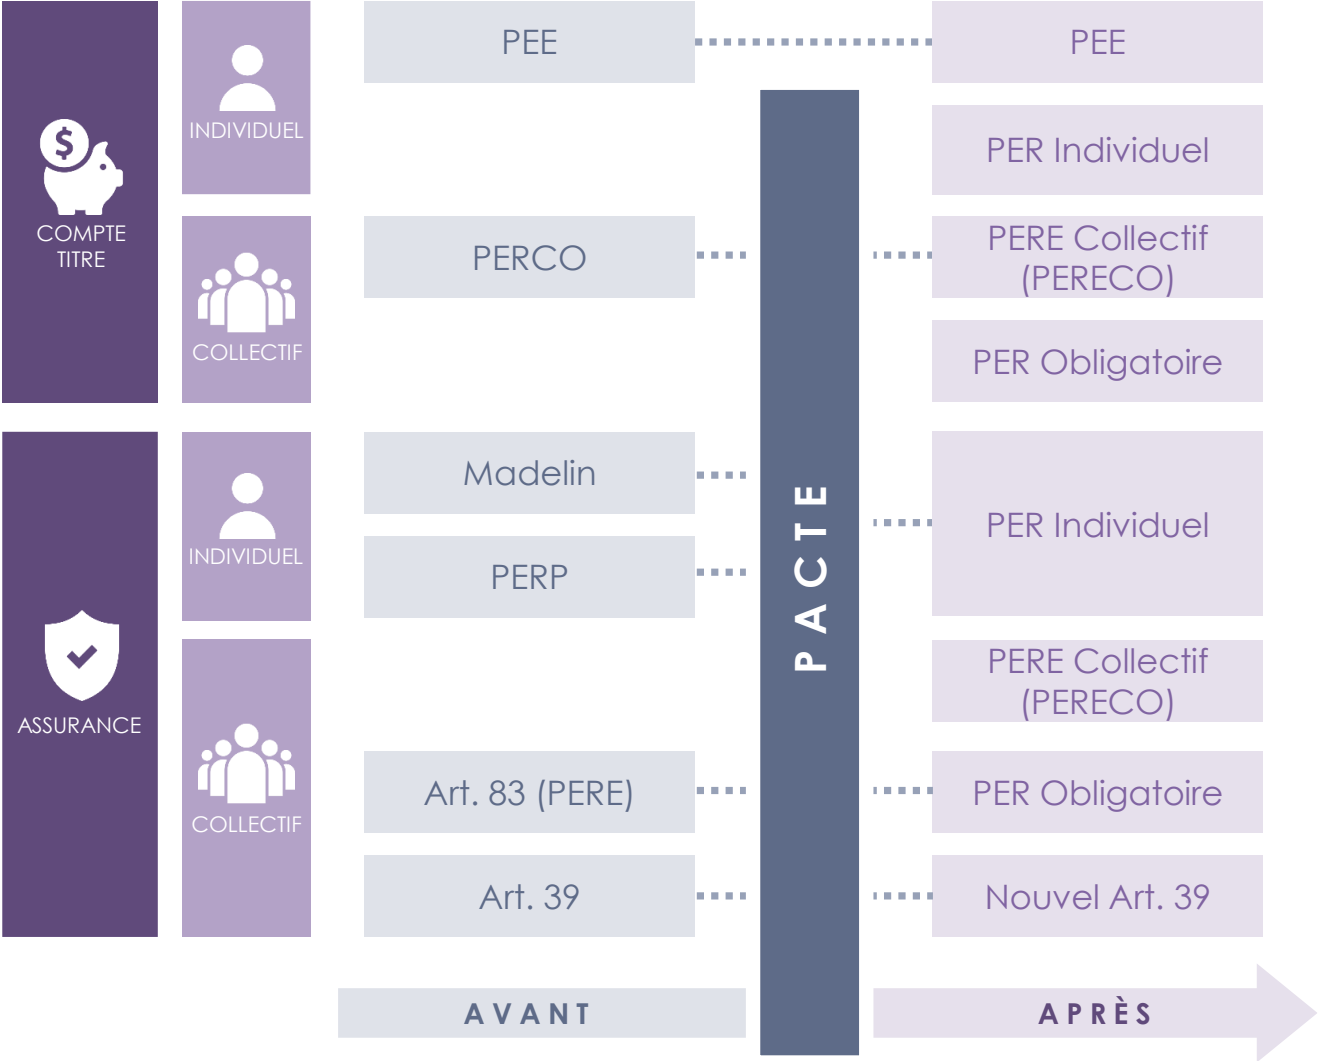 PEE
PEE
INDIVIDUEL
PER Individuel
$
COMPTE
TITRE
PERCO
PERE Collectif
(PERECO)
COLLECTIF
PER Obligatoire
Madelin
INDIVIDUEL
PERP
PER Individuel
PACTE
ASSURANCE
PERE Collectif
(PERECO)
COLLECTIF
Art. 83 (PERE)
PER Obligatoire
Art. 39
Nouvel Art. 39
AVANT
APRÈS